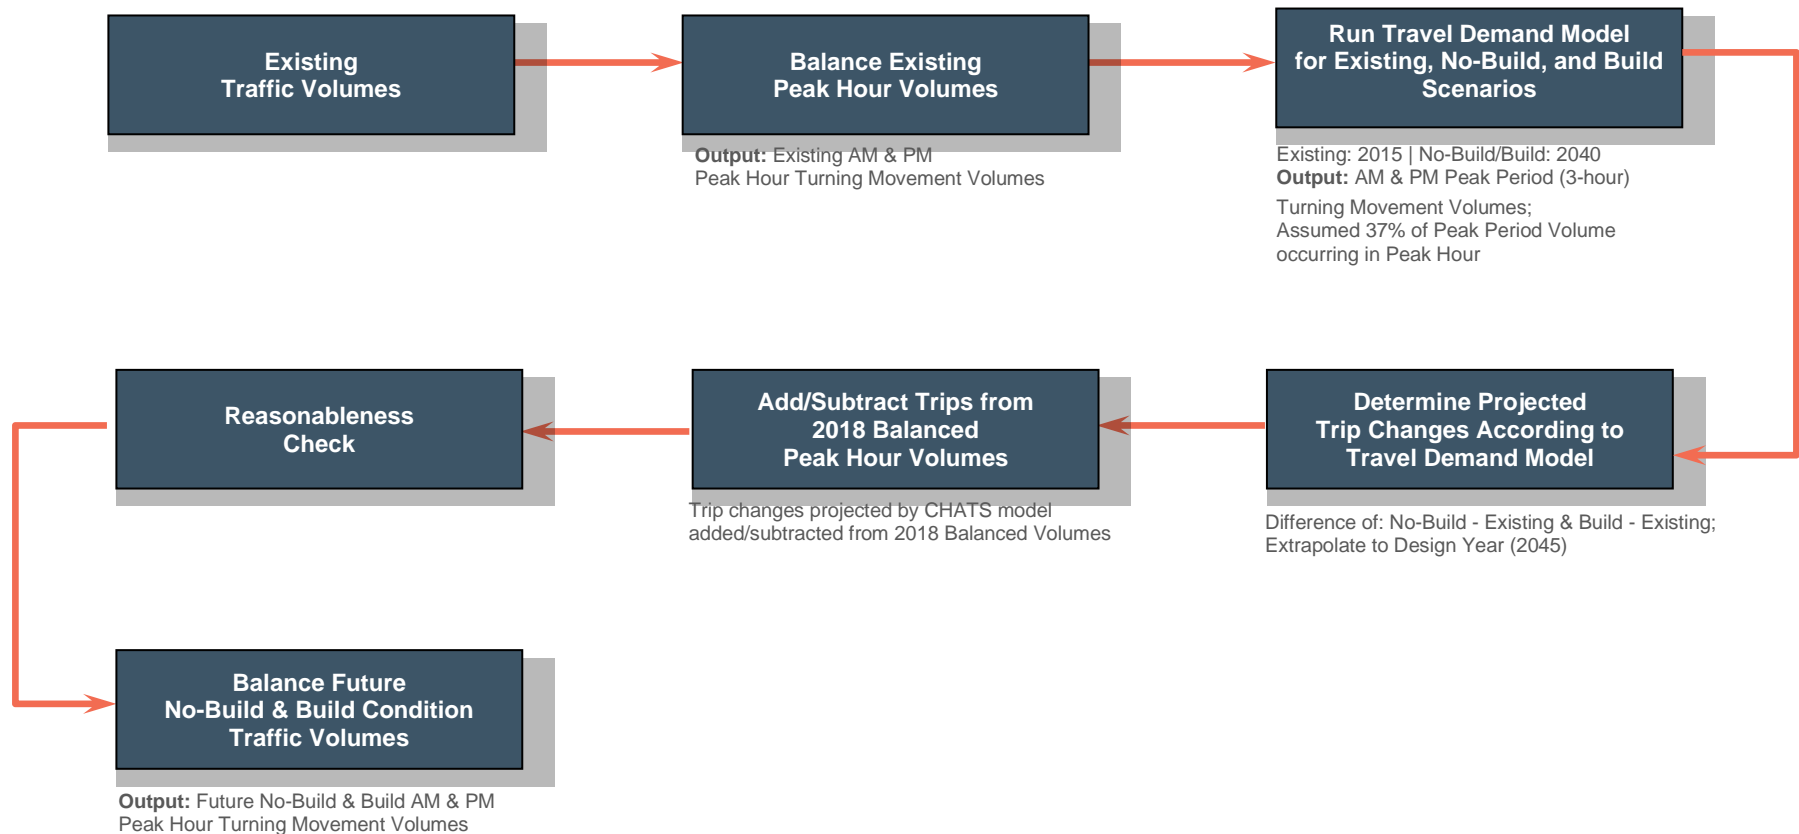 Existing
Traffic Volumes
Balance Existing
Peak Hour Volumes
Output: Existing AM & PM
Peak Hour Turning Movement Volumes
Run Travel Demand Model
for Existing, No-Build, and Build
Scenarios
Existing: 2015 | No-Build/Build: 2040
Output: AM & PM Peak Period (3-hour)
Turning Movement Volumes;
Assumed 37% of Peak Period Volume
occurring in Peak Hour
Determine Projected
Trip Changes According to
Travel Demand Model
Difference of: No-Build - Existing & Build - Existing;
Extrapolate to Design Year (2045)
Add/Subtract Trips from
2018 Balanced
Peak Hour Volumes
Trip changes projected by CHATS model
added/subtracted from 2018 Balanced Volumes
Reasonableness
Check
Balance Future
No-Build & Build Condition
Traffic Volumes
Output: Future No-Build & Build AM & PM
Peak Hour Turning Movement Volumes